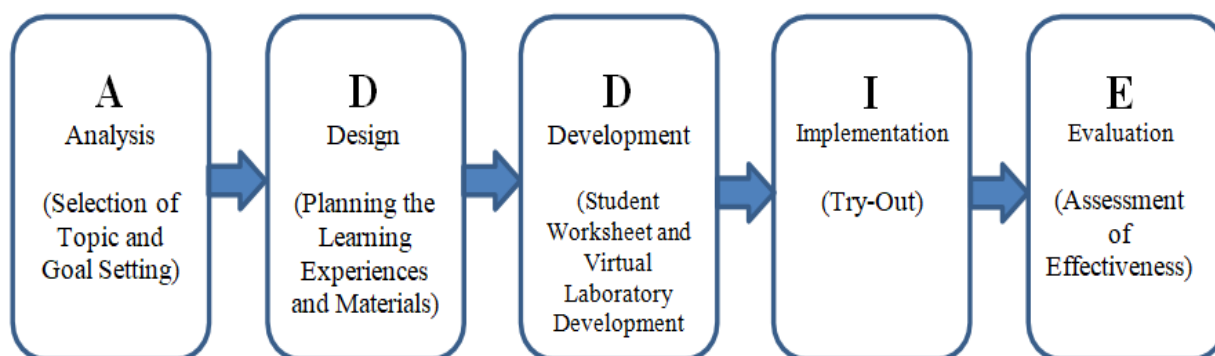 A
Analysis
(Selection of
Topic and
Goal Setting)
D
Design
(Planning the
Learning
Experiences
and Materials)
D
Development
(Student
Worksheet and
Virtual
Laboratory
Development
I
Implementation
(Try-Out)
E
Evaluation
(Assessment
of
Effectiveness)